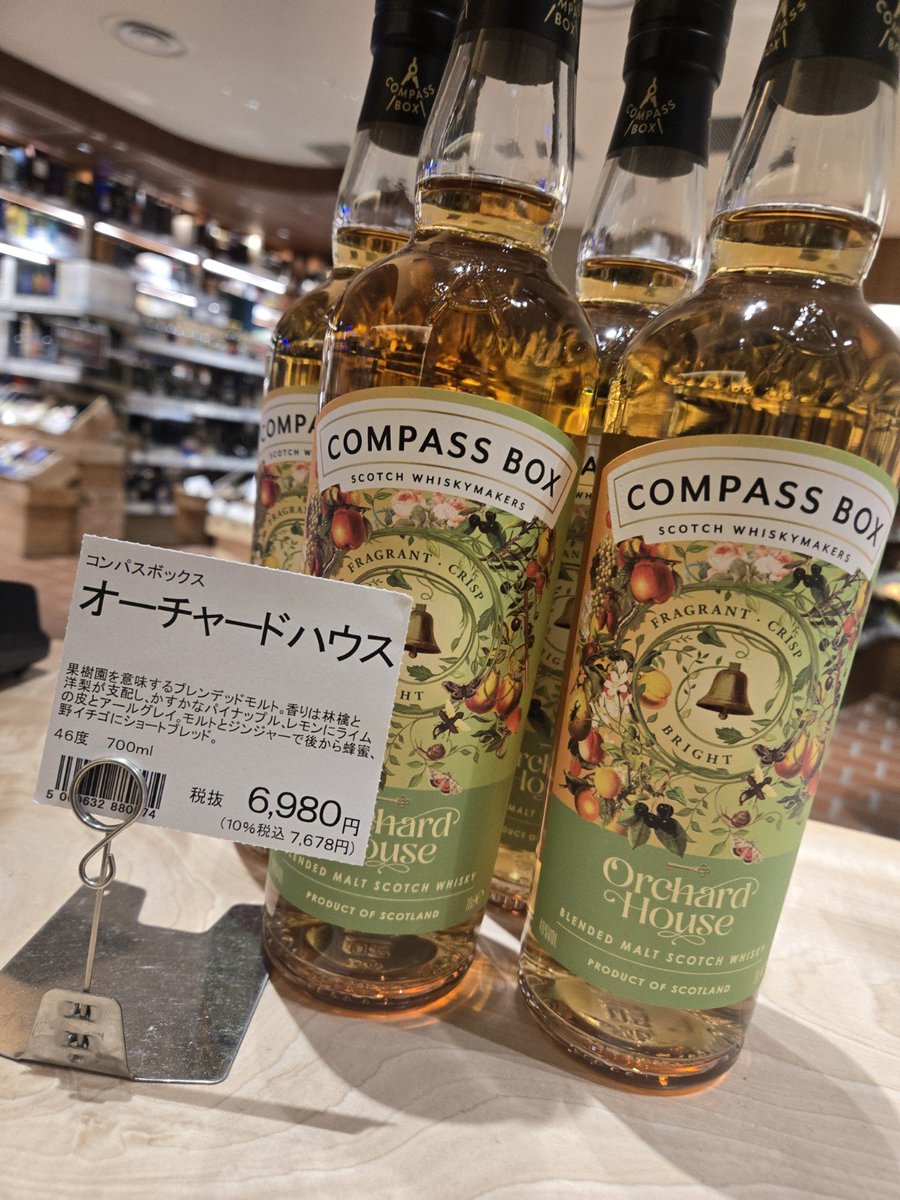 コンパスボックス
オーチャードハウス
果樹園を意味するブレンデッドモルト。香りは林檎と
洋梨が支配し、かすかなパイナップル、レモンにライム
の皮とアールグレイ。モルトとジンジャーで後から蜂蜜、
野イチゴにショートブレッド。
46度 700ml
税抜 6,980円
(10%税込 7,678円)
COMPASS
BOX
COMPASS BOX
SCOTCH WHISKYMAKERS
FRAGRANT · CRISP
BRIGHT
Orchard
House
BLENDED MALT SCOTCH WHISKY
PRODUCT OF SCOTLAND
COMPASS
BOX
COMPASS BOX
SCOTCH WHISKYMAKERS
FRAGRANT · CRISP
BRIGHT
Orchard
House
BLENDED MALT SCOTCH WHISKY
PRODUCT OF SCOTLAND